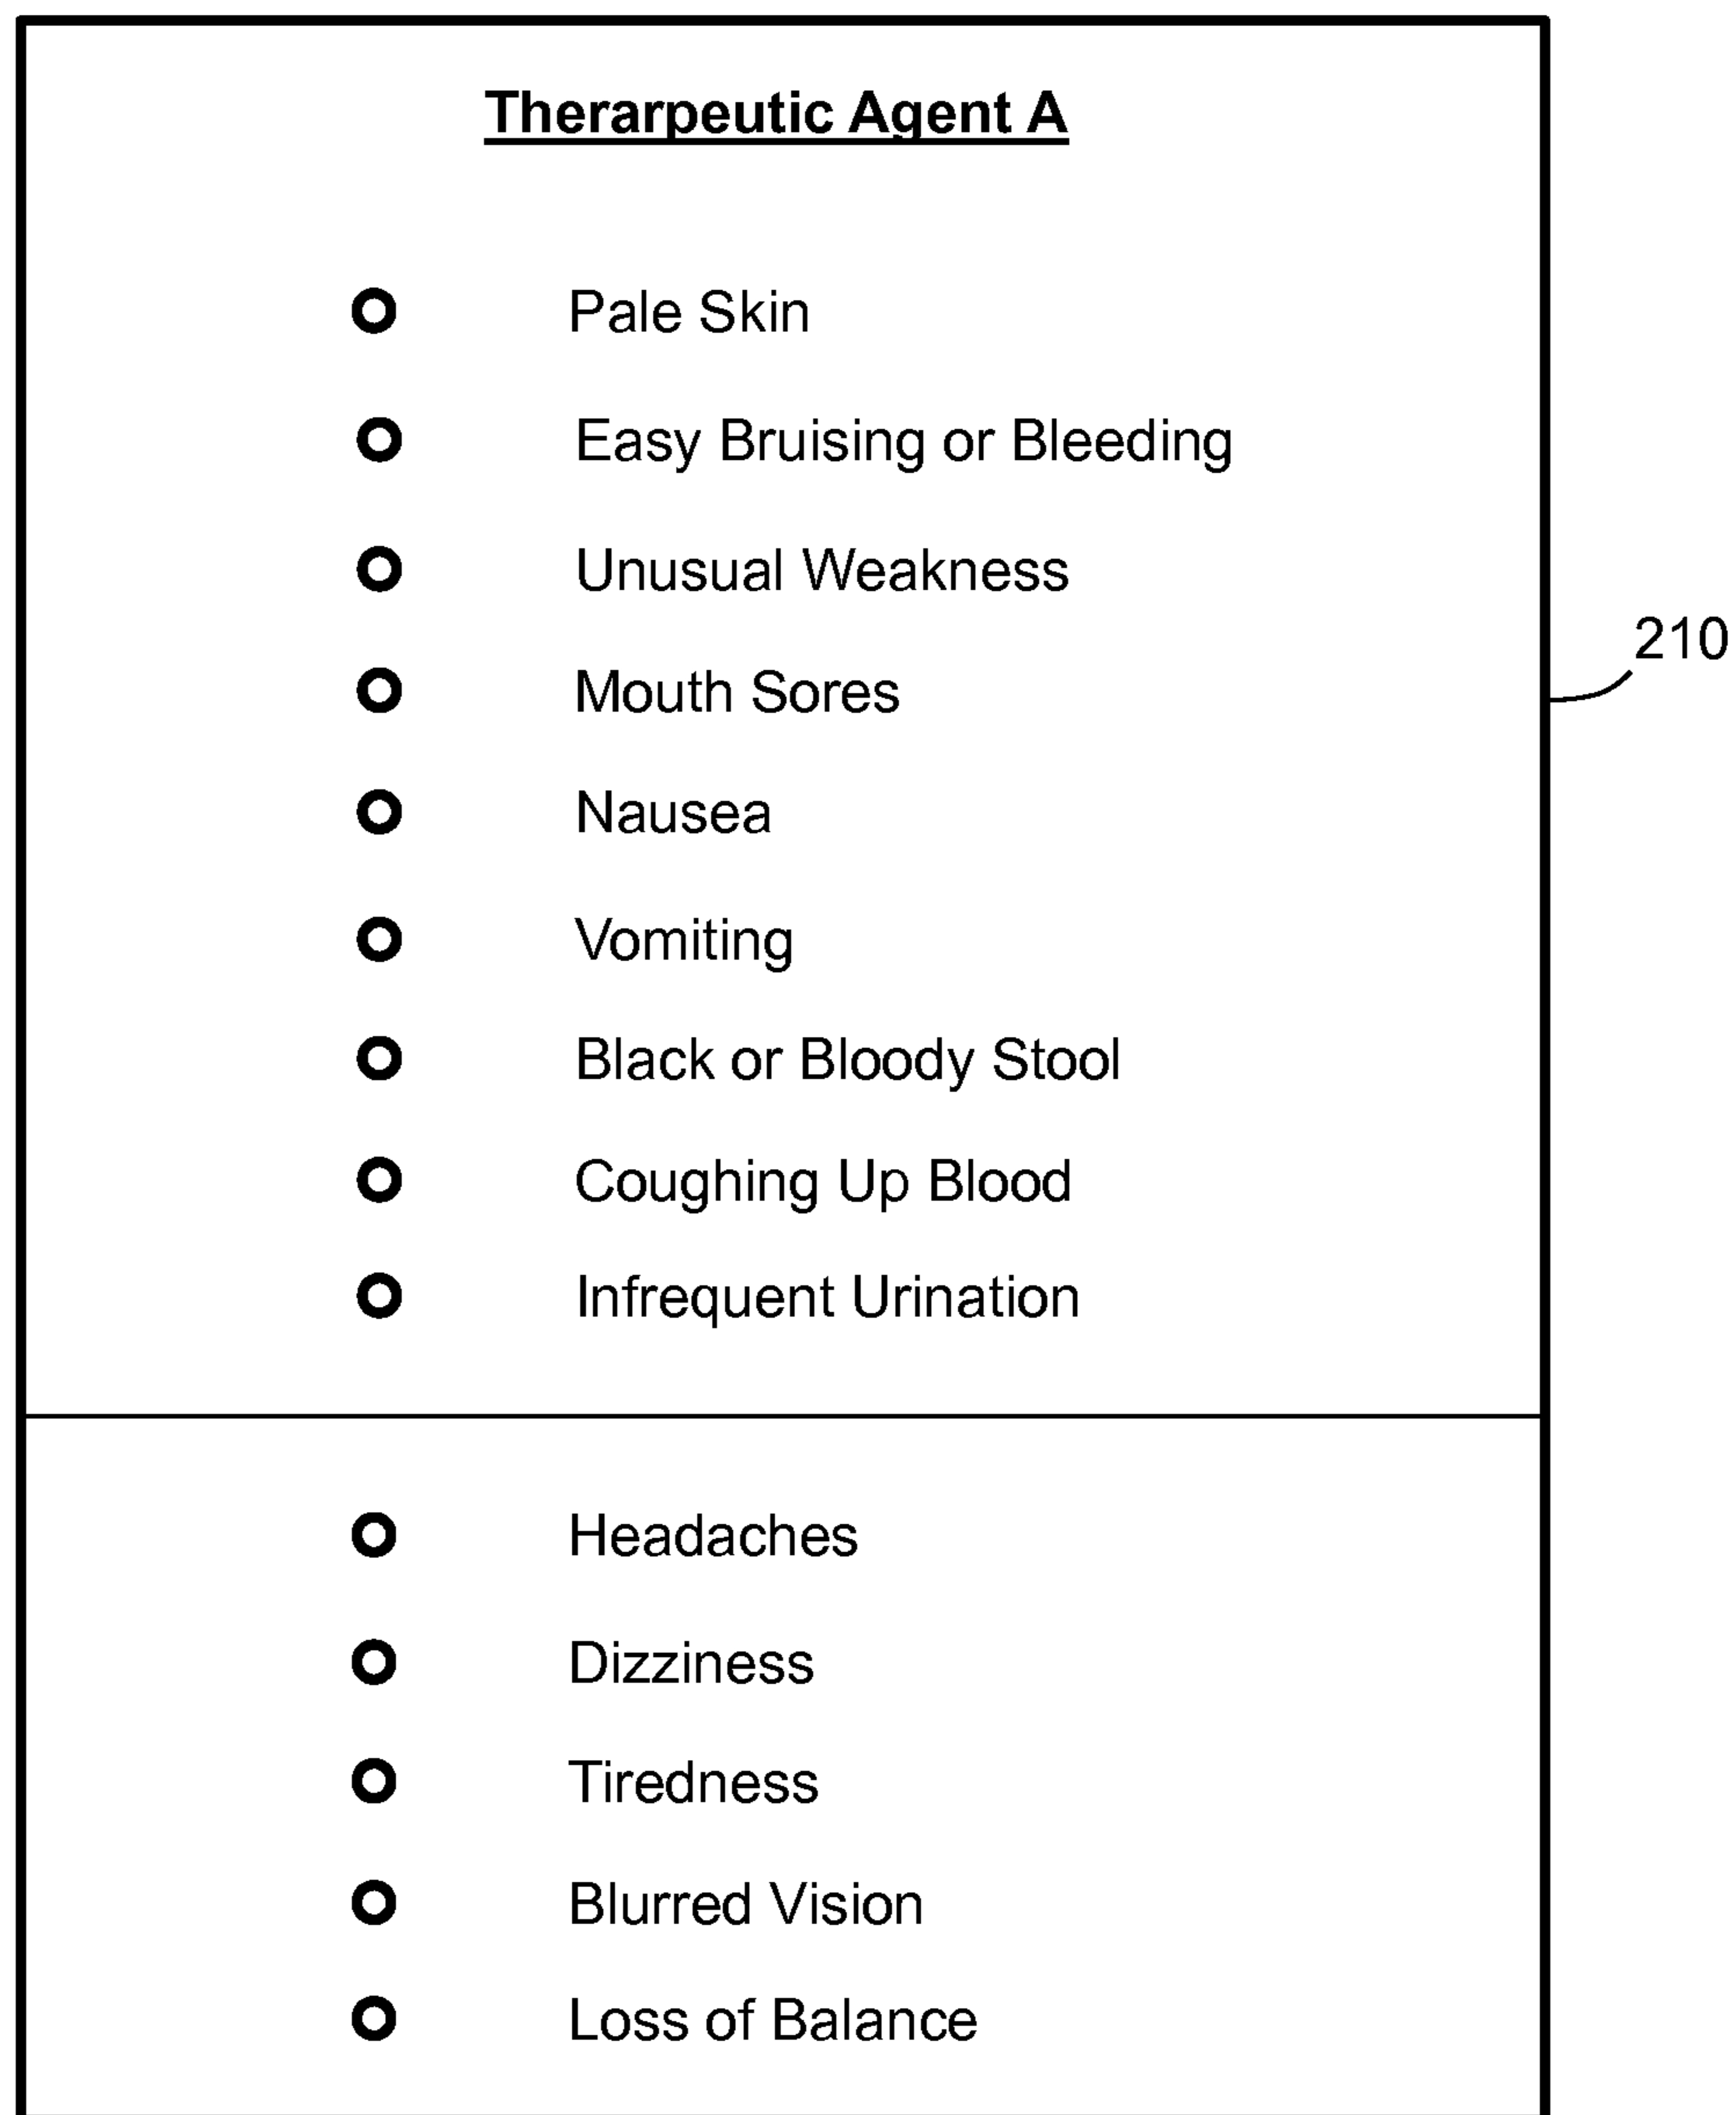 Therarpeutic Agent A
Pale Skin
Easy Bruising or Bleeding
Unusual Weakness
210
Mouth Sores
Nausea
Vomiting
Black or Bloody Stool
Coughing Up Blood
Infrequent Urination
Headaches
Dizziness
Tiredness
Blurred Vision
Loss of Balance